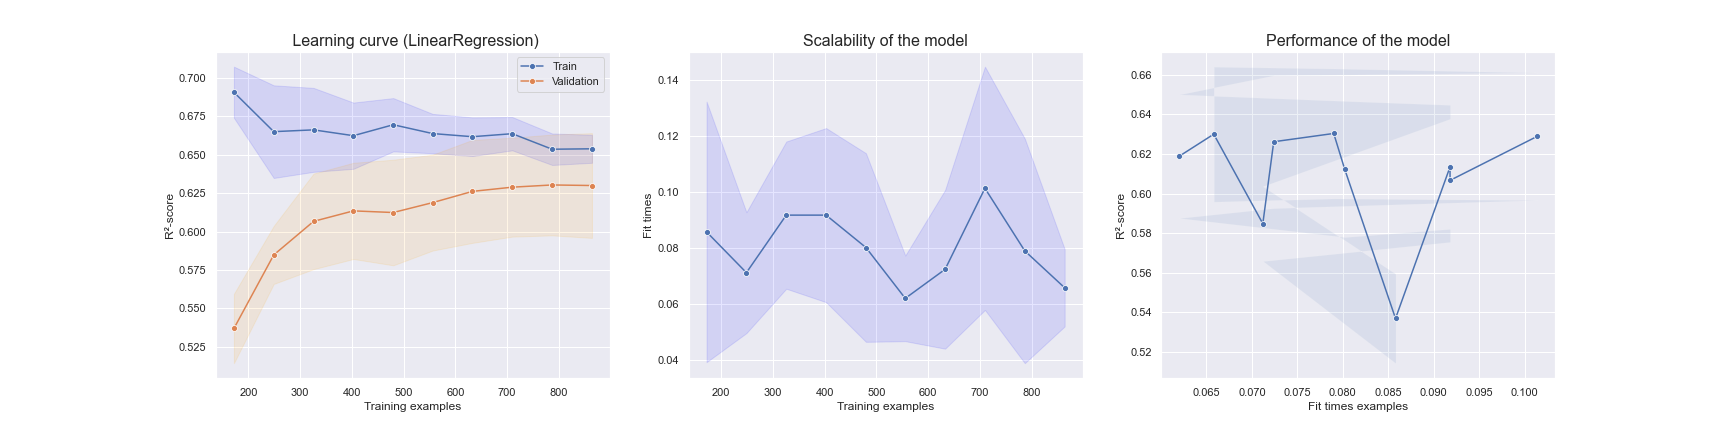 Learning curve (LinearRegression)
R²-score
0.700
0.675
0.650
0.625
0.600
0.575
0.550
0.525
Train
Validation
200 300 400 500 600 700 800
Training examples
Scalability of the model
Fit times
0.14
0.12
0.10
0.08
0.06
0.04
200 300 400 500 600 700 800
Training examples
Performance of the model
R²-score
0.66
0.64
0.62
0.60
0.58
0.56
0.54
0.52
0.065 0.070 0.075 0.080 0.085 0.090 0.095 0.100
Fit times examples